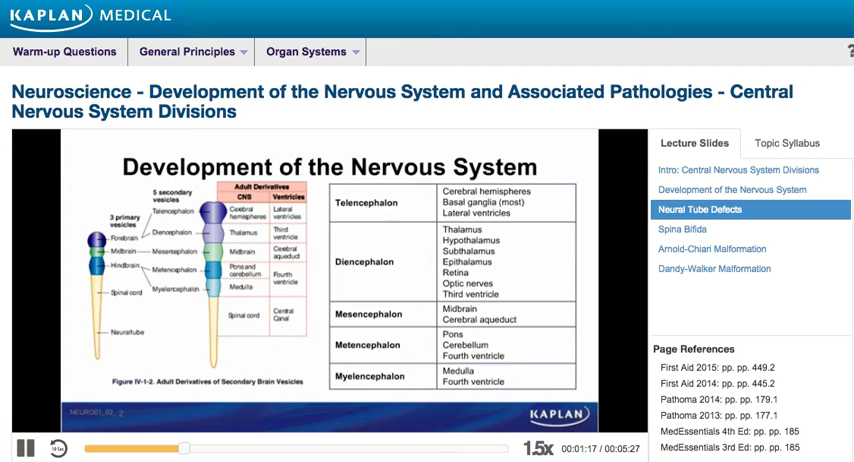 KAPLAN MEDICAL
Warm-up Questions General Principles Organ Systems ?
Neuroscience - Development of the Nervous System and Associated Pathologies - Central
Nervous System Divisions
Development of the Nervous System
3 primary
vesicles
Forebrain
Midbrain
Hindbrain
Spinal cord
Neuraltube
5 secondary
vesicles
Telencephalon
Diencephalon
Mesencephalon
Metencephalon
Myelencephalon
Adult Derivatives
CNS Ventricles
Cerebral
hemispheres
Lateral
ventricles
Thalamus
Third
ventricle
Midbrain
Cerebral
aqueduct
Pons and
cerebellum
Medulla
Fourth
ventricle
Spinal cord
Central
Canal
Figure IV-1-2. Adult Derivatives of Secondary Brain Vesicles
Telencephalon
Cerebral hemispheres
Basal ganglia (most)
Lateral ventricles
Diencephalon
Thalamus
Hypothalamus
Subthalamus
Epithalamus
Retina
Optic nerves
Third ventricle
Mesencephalon
Midbrain
Cerebral aqueduct
Metencephalon
Pons
Cerebellum
Fourth ventricle
Myelencephalon
Medulla
Fourth ventricle
NEURO01_02_2
KAPLAN
10 Sec
1.5x 00:01:17 / 00:05:27
Lecture Slides Topic Syllabus
Intro: Central Nervous System Divisions
Development of the Nervous System
Neural Tube Defects
Spina Bifida
Arnold-Chiari Malformation
Dandy-Walker Malformation
Page References
First Aid 2015: pp. pp. 449.2
First Aid 2014: pp. pp. 445.2
Pathoma 2014: pp. pp. 179.1
Pathoma 2013: pp. pp. 177.1
MedEssentials 4th Ed: pp. pp. 185
MedEssentials 3rd Ed: pp. pp. 185